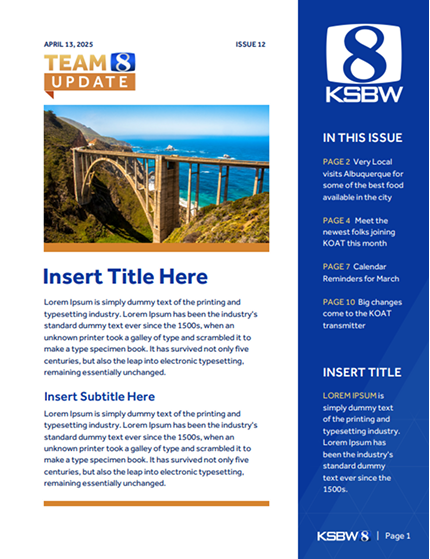 APRIL 13, 2025
ISSUE 12
TEAM 8
UPDATE
Insert Title Here
Lorem Ipsum is simply dummy text of the printing and
typesetting industry. Lorem Ipsum has been the industry's
standard dummy text ever since the 1500s, when an
unknown printer took a galley of type and scrambled it to
make a type specimen book. It has survived not only five
centuries, but also the leap into electronic typesetting,
remaining essentially unchanged.
Insert Subtitle Here
Lorem Ipsum is simply dummy text of the printing and
typesetting industry. Lorem Ipsum has been the industry's
standard dummy text ever since the 1500s, when an
unknown printer took a galley of type and scrambled it to
make a type specimen book. It has survived not only five
centuries, but also the leap into electronic typesetting,
remaining essentially unchanged.
8
KSBW
IN THIS ISSUE
PAGE 2 Very Local
visits Albuquerque for
some of the best food
available in the city
PAGE 4 Meet the
newest folks joining
KOAT this month
PAGE 7 Calendar
Reminders for March
PAGE 10 Big changes
come to the KOAT
transmitter
INSERT TITLE
LOREM IPSUM is
simply dummy text
of the printing and
typesetting industry.
Lorem Ipsum has
been the industry's
standard dummy
text ever since the
1500s.
KSBW 8 | Page 1